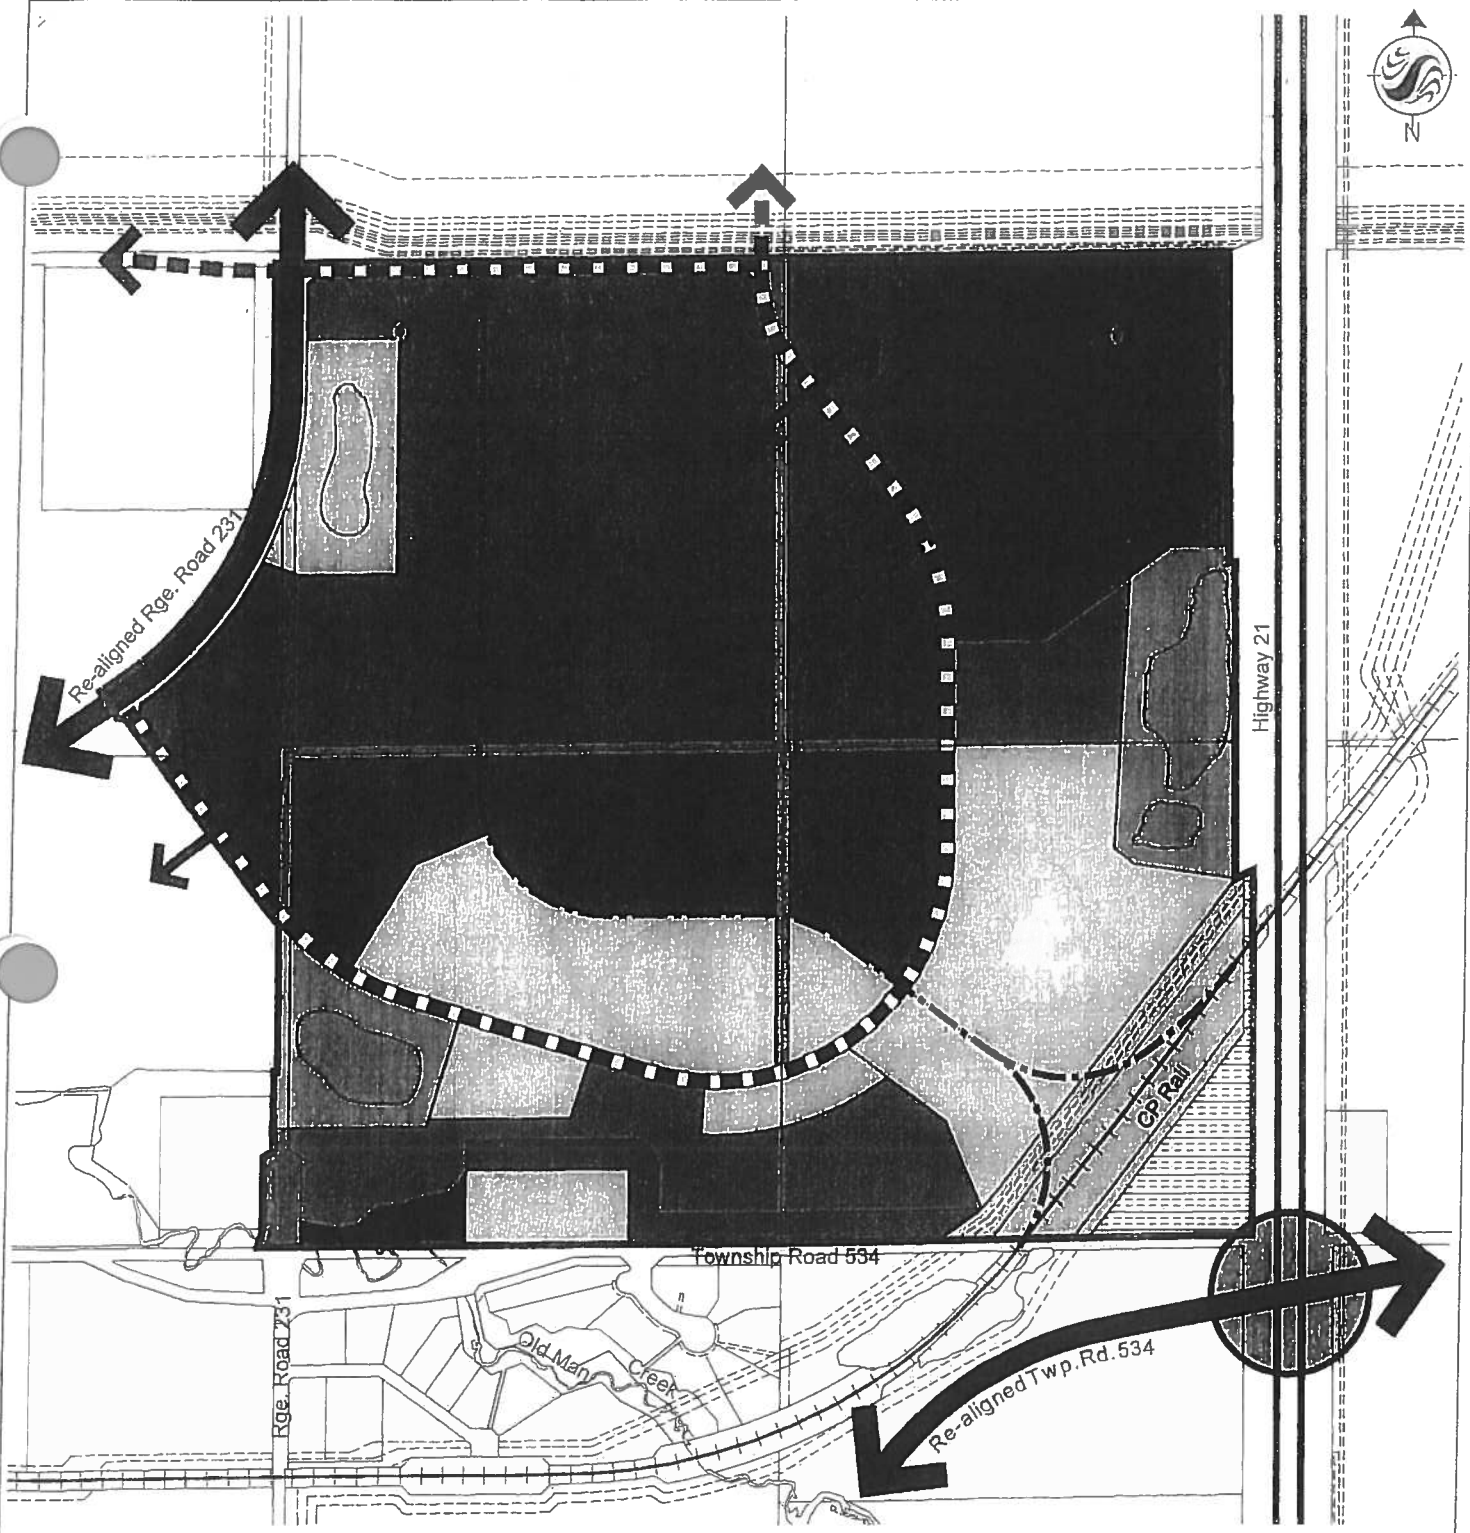 N
Re-aligned Rge. Road 231
Highway 21
CP Rail
Township Road 534
Rge. Road 231
Old Man Creek
Re-aligned Twp. Rd. 534